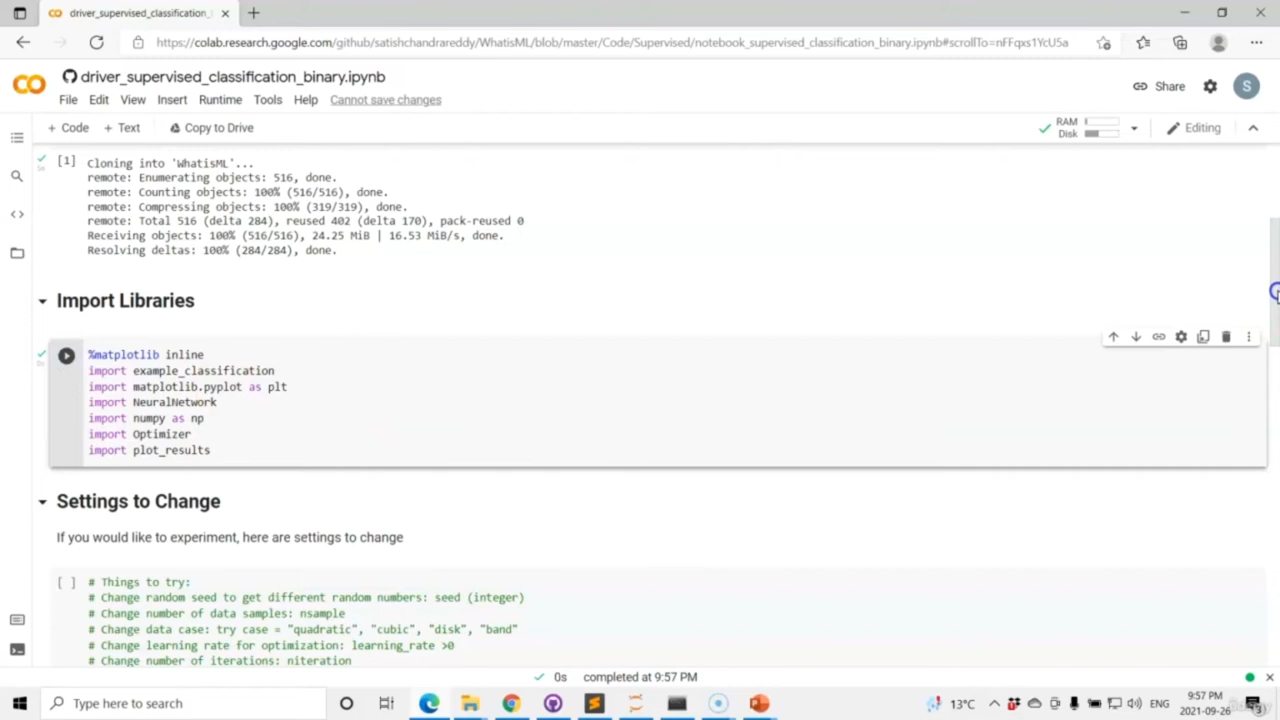 driver_supervised_classification_
https://colab.research.google.com/github/satishchandrareddy/WhatisML/blob/master/Code/Supervised/notebook_supervised_classification_binary.ipynb#scrollTo=nFFqxs1YcU5a
driver_supervised_classification_binary.ipynb
Share
S
File Edit View Insert Runtime Tools Help Cannot save changes
+ Code + Text Copy to Drive
RAM
Disk
Editing
[1] Cloning into 'WhatisML'...
remote: Enumerating objects: 516, done.
remote: Counting objects: 100% (516/516), done.
remote: Compressing objects: 100% (319/319), done.
remote: Total 516 (delta 284), reused 402 (delta 170), pack-reused 0
Receiving objects: 100% (516/516), 24.25 MiB | 16.53 MiB/s, done.
Resolving deltas: 100% (284/284), done.
Import Libraries
%matplotlib inline
import example_classification
import matplotlib.pyplot as plt
import NeuralNetwork
import numpy as np
import Optimizer
import plot_results
Settings to Change
If you would like to experiment, here are settings to change
[ ] # Things to try:
# Change random seed to get different random numbers: seed (integer)
# Change number of data samples: nsample
# Change data case: try case = "quadratic", "cubic", "disk", "band"
# Change learning rate for optimization: learning_rate >0
# Change number of iterations: niteration
0s completed at 9:57 PM
Type here to search
13°C
ENG
9:57 PM
2021-09-26